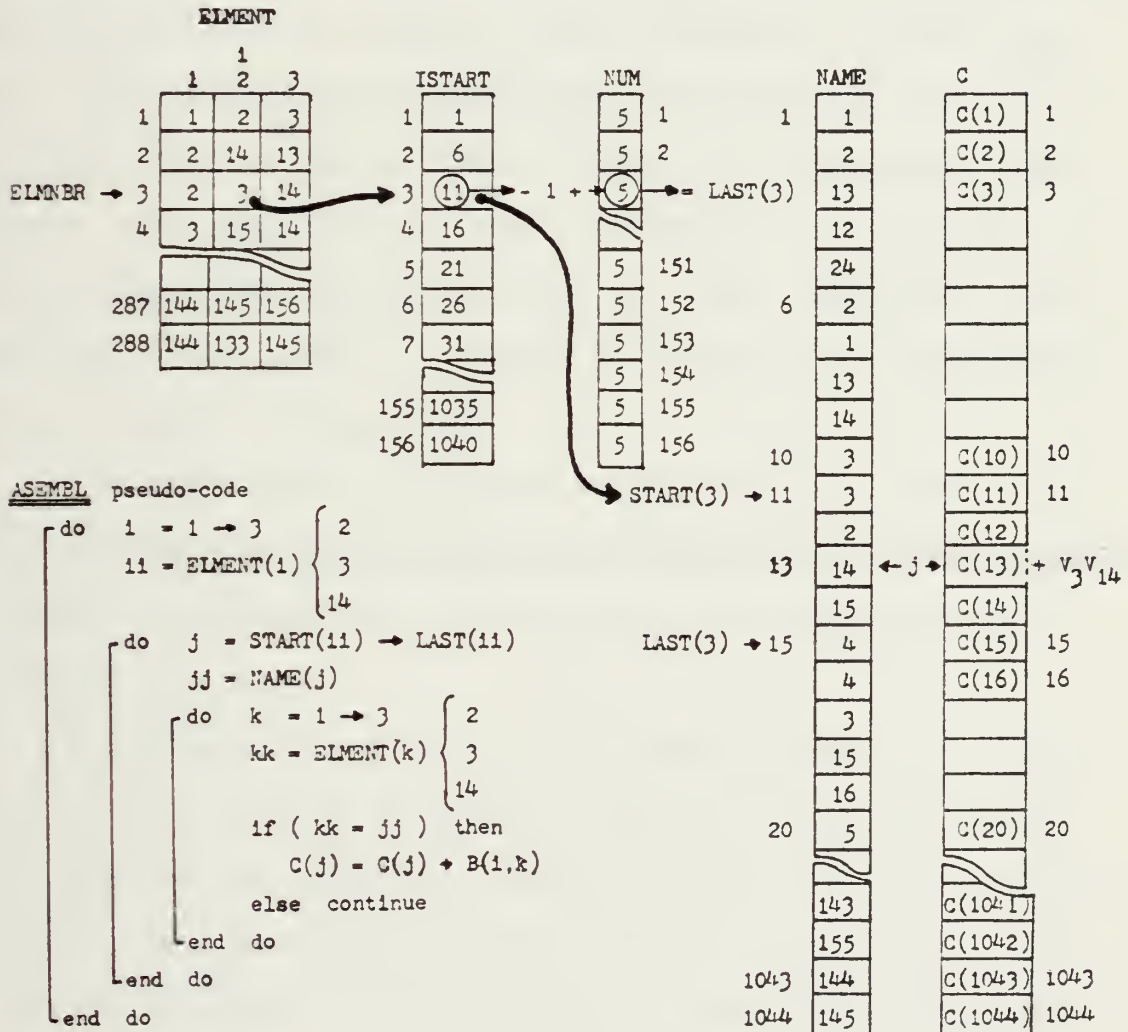 ELMENT
i
1 2 3
ISTART NUM NAME C
1 1 2 3 1 1 5 1 1 1 C(1) 1
2 2 14 13 2 6 5 2 2 C(2) 2
ELMNBR → 3 2 3 14 3 11 → - 1 + → 5 → = LAST(3) 13 C(3) 3
4 3 15 14 4 16 12
5 21 5 151 24
287 144 145 156 6 26 5 152 6 2
288 144 133 145 7 31 5 153 1
5 154 13
155 1035 5 155 14
156 1040 5 156 10 3 C(10) 10
ASEMBL pseudo-code START(3) → 11 3 C(11) 11
do i = 1 → 3 2 2 C(12)
ii = ELMENT(i) 3 13 14 ← j → C(13) + V3V14
14 15 C(14)
do j = START(ii) → LAST(ii) LAST(3) → 15 4 C(15) 15
jj = NAME(j) 4 C(16) 16
do k = 1 → 3 2 3
kk = ELMENT(k) 3 15
14 16
if ( kk = jj ) then 20 5 C(20) 20
C(j) = C(j) + B(i,k)
else continue 143 C(1041)
end do 155 C(1042)
end do 1043 144 C(1043) 1043
end do 1044 145 C(1044) 1044